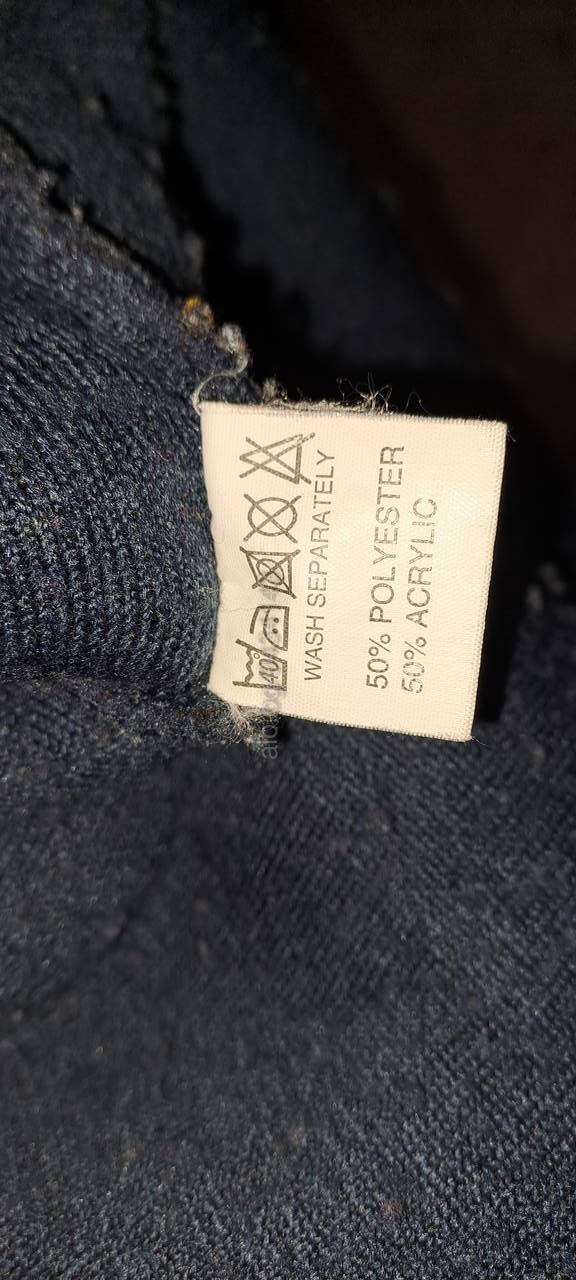 40
WASH SEPARATELY
50% POLYESTER
50% ACRYLIC